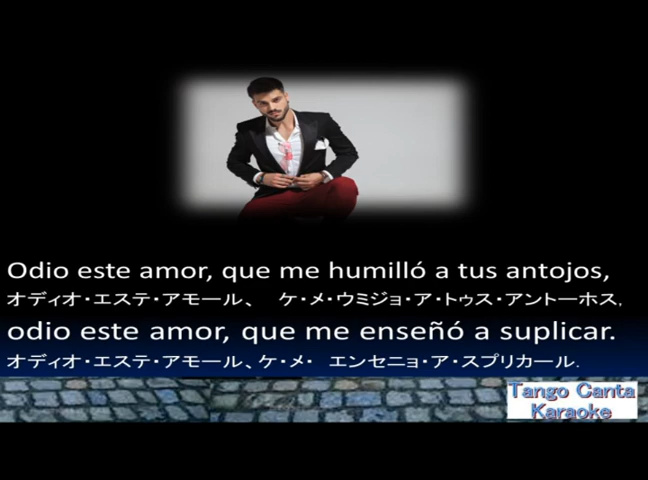 Odio este amor, que me humilló a tus antojos,
オディオ・エステ・アモール、 ケ・メ・ウミジョ・ア・トゥス・アントーホス,
odio este amor, que me enseñó a suplicar.
オディオ・エステ・アモール、ケ・メ・ エンセニョ・ア・スプリカール.
Tango Canta
Karaoke